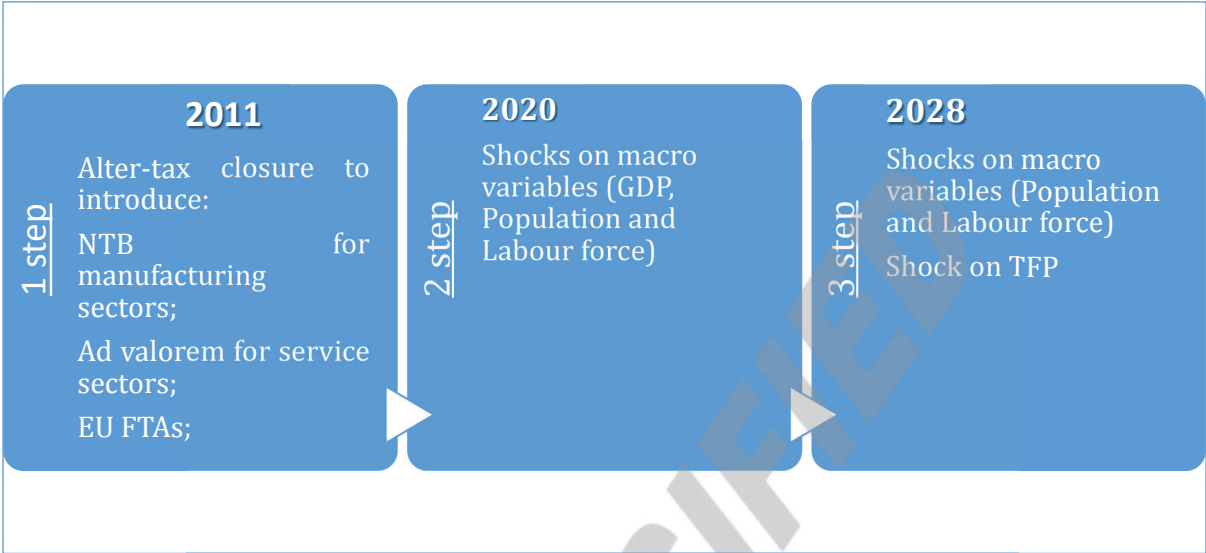 2011
1 step
Alter-tax closure to
introduce:
NTB for
manufacturing
sectors;
Ad valorem for service
sectors;
EU FTAs;
2020
2 step
Shocks on macro
variables (GDP,
Population and
Labour force)
2028
3 step
Shocks on macro
variables (Population
and Labour force)
Shock on TFP
SIFIED